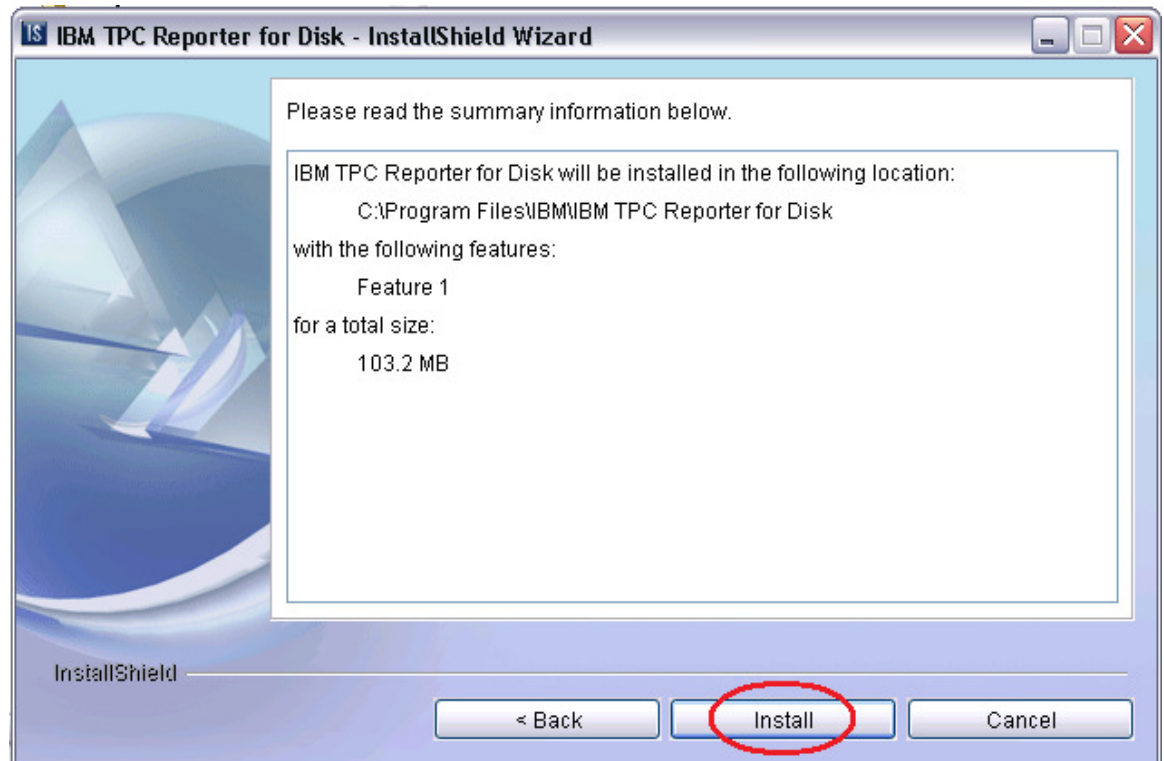 IS IBM TPC Reporter for Disk - InstallShield Wizard
Please read the summary information below.
IBM TPC Reporter for Disk will be installed in the following location:
C:\Program Files\IBM\IBM TPC Reporter for Disk
with the following features:
Feature 1
for a total size:
103.2 MB
InstallShield
< Back Install Cancel